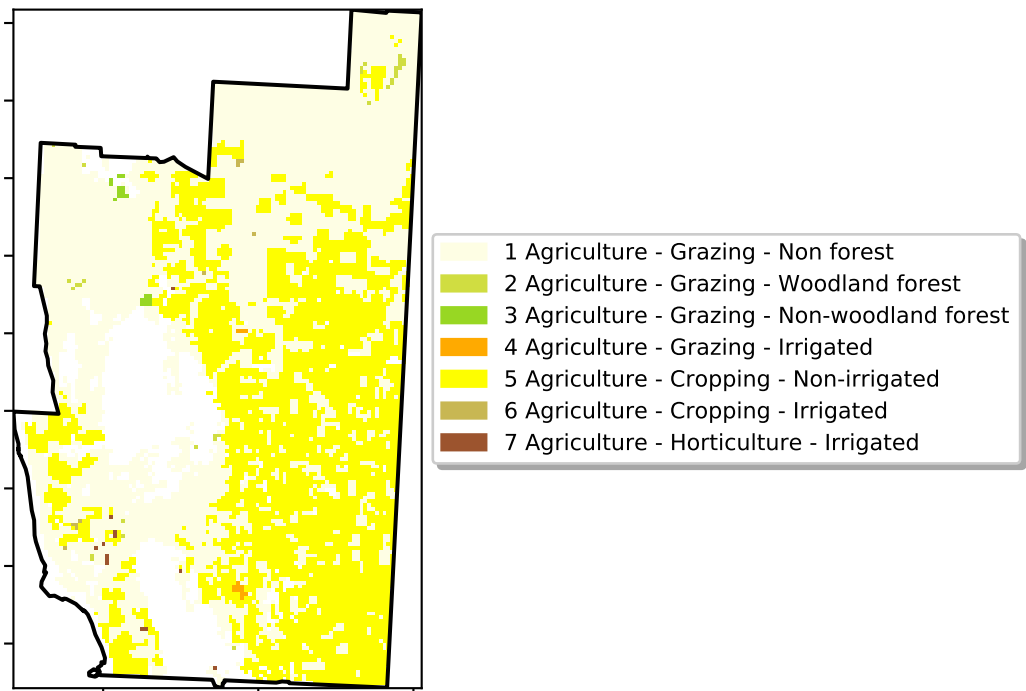 1 Agriculture - Grazing - Non forest
2 Agriculture - Grazing - Woodland forest
3 Agriculture - Grazing - Non-woodland forest
4 Agriculture - Grazing - Irrigated
5 Agriculture - Cropping - Non-irrigated
6 Agriculture - Cropping - Irrigated
7 Agriculture - Horticulture - Irrigated